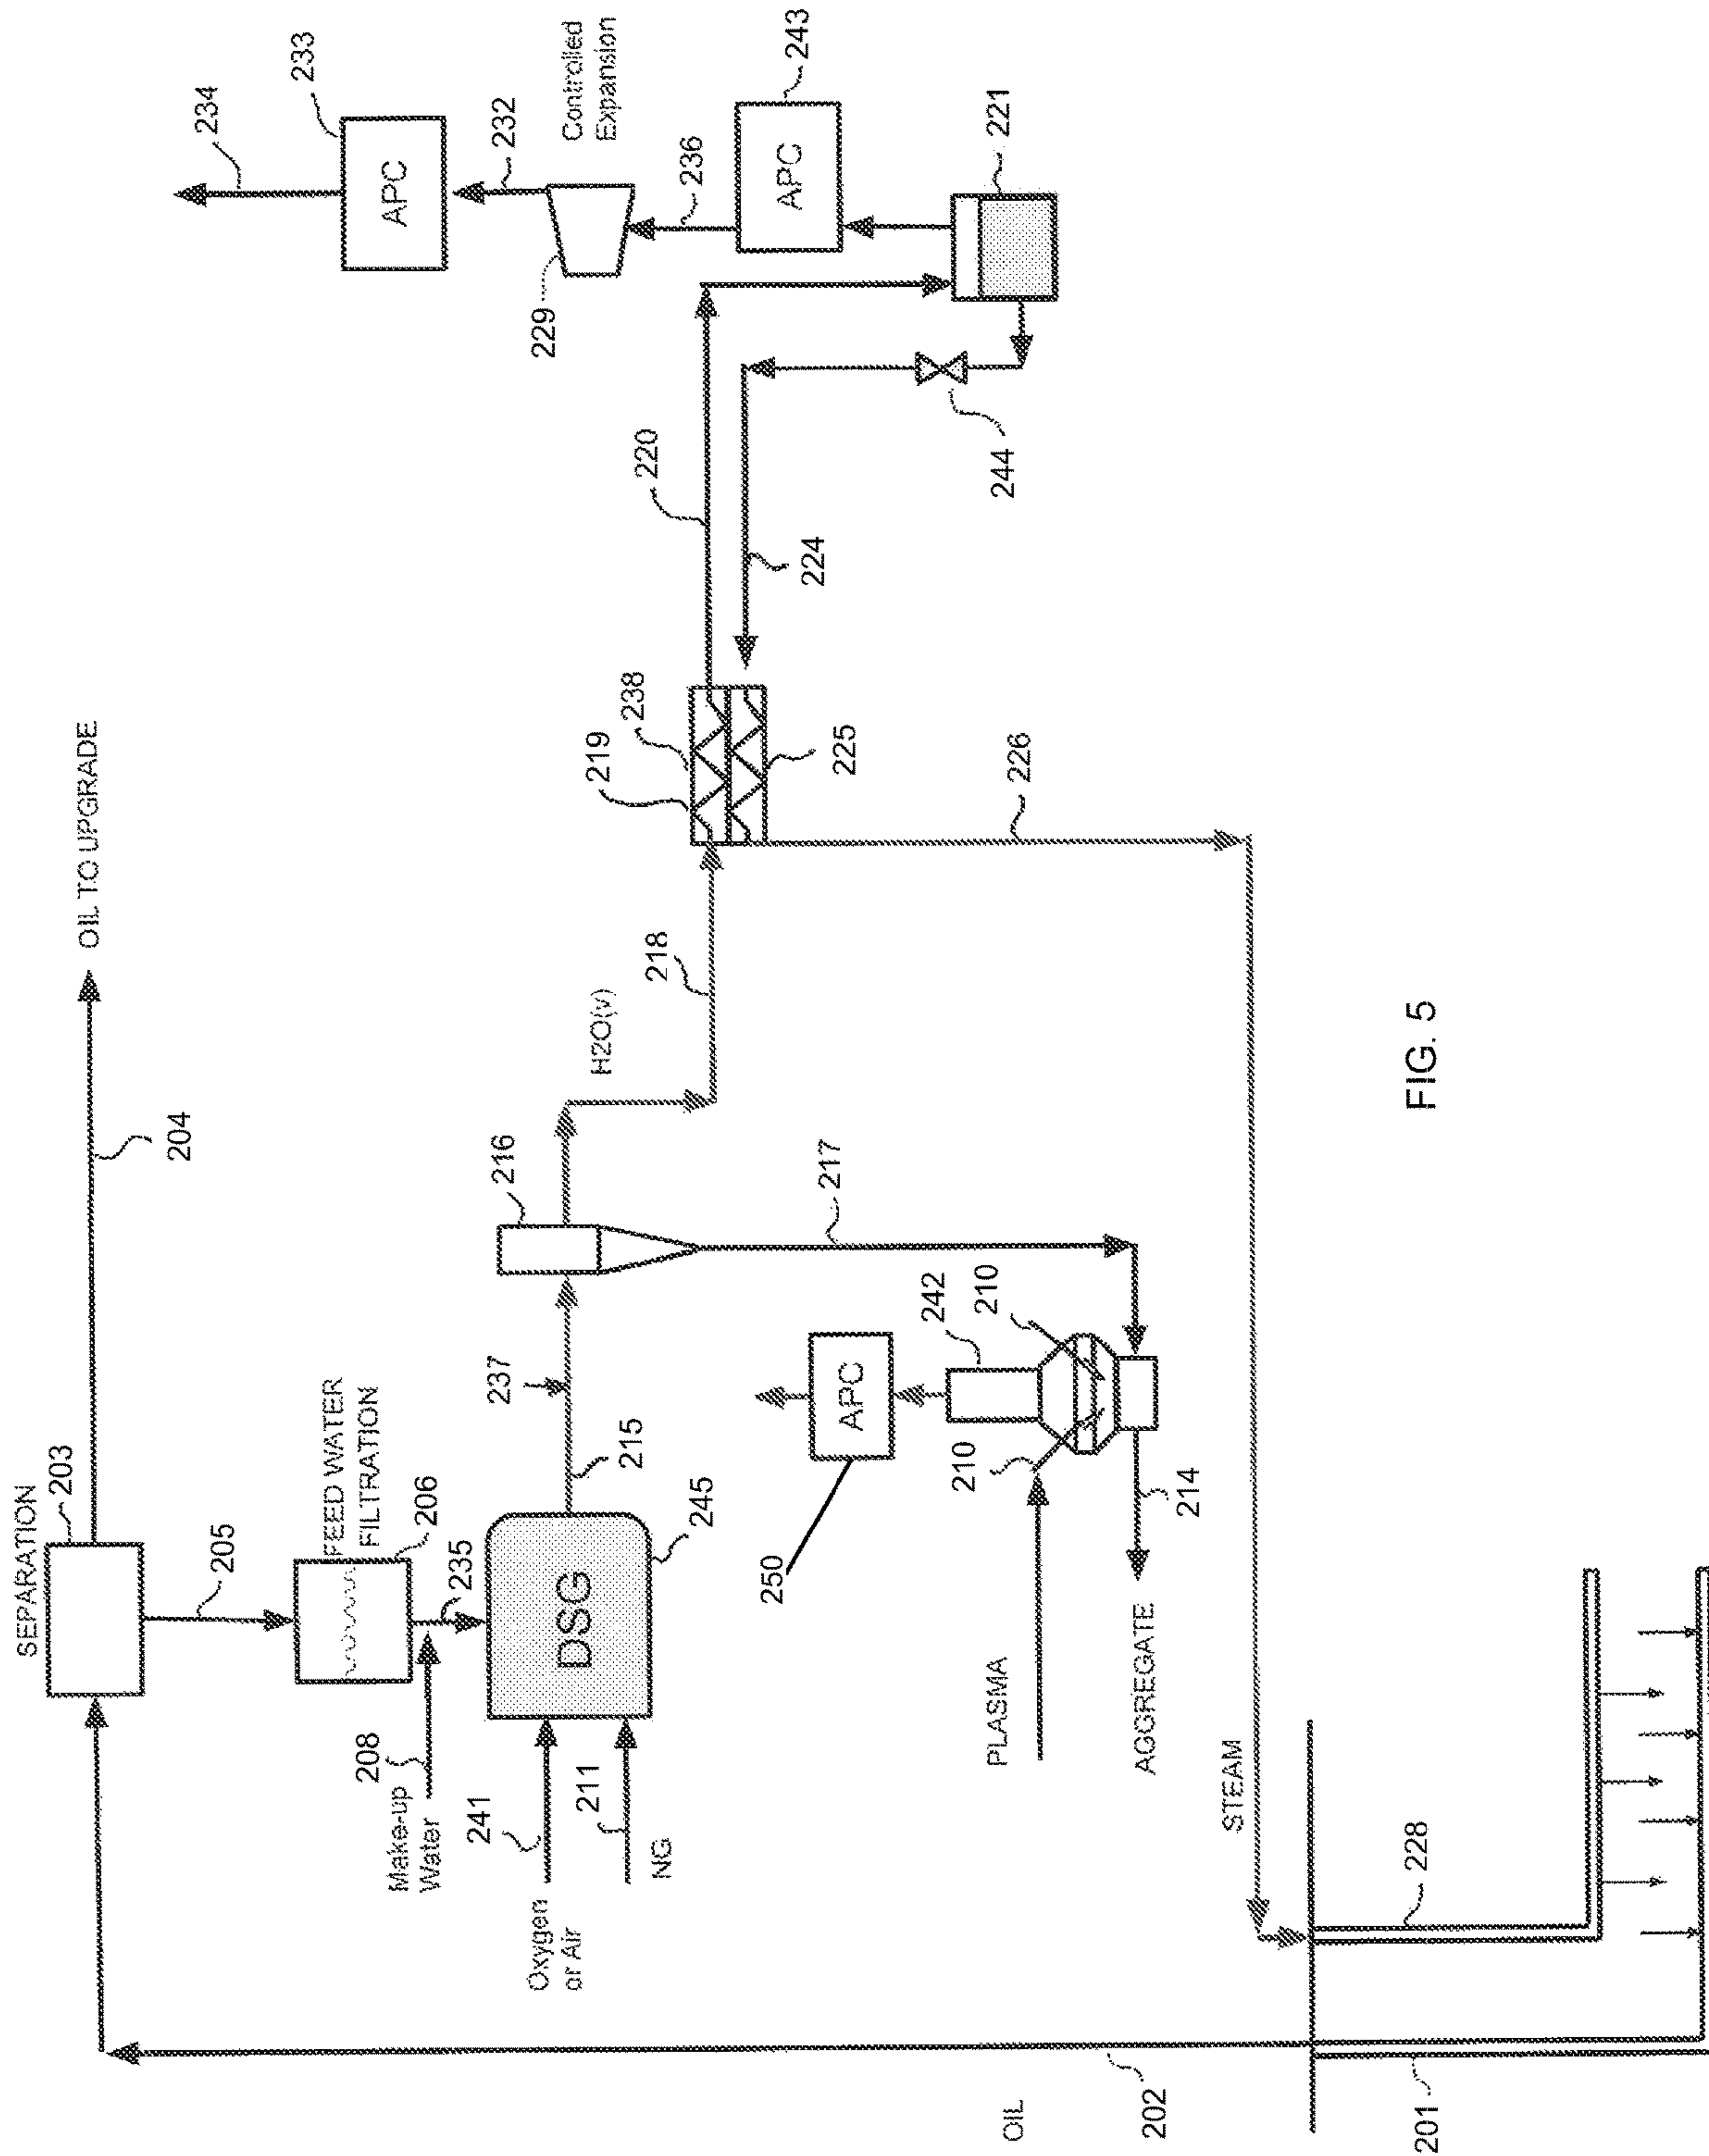 SEPARATION
203
OIL TO UPGRADE
204
205
FEED WATER
FILTRATION
206
235
208
Make-up
Water
241
Oxygen
or Air
211
NG
DSG
245
215
237
216
H2O(v)
218
217
219
238
225
220
224
226
244
221
243
APC
236
Controlled
Expansion
229
232
233
APC
234
APC
250
242
210
210
PLASMA
214
AGGREGATE
STEAM
228
OIL
202
201
FIG. 5